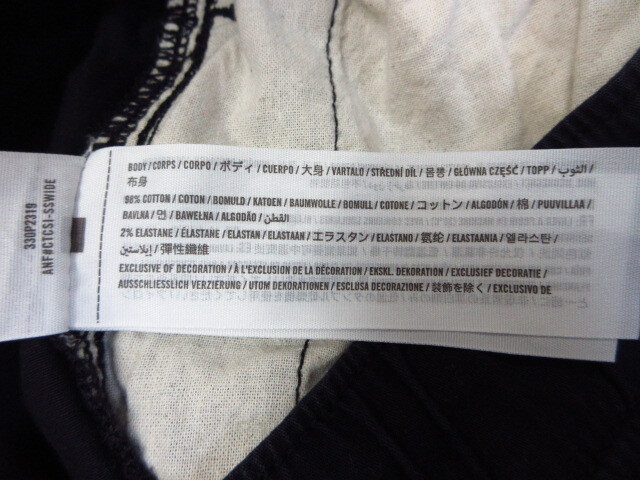 330P2319
ANF#CTCSI-SSWIDE
BODY / CORPS / CORPO / ボディ / CUERPO / 大身 / VARTALO / STŘEDNÍ DÍL / 몸통 / GŁÓWNA CZĘŚĆ / TOPP / الثوب /
布身
98% COTTON / COTON / BOMULD / KATOEN / BAUMWOLLE / BOMULL / COTONE / コットン / ALGODÓN / 棉 / PUUVILLAA /
BAVLNA / 면 / BAWEŁNA / ALGODÃO / القطن
2% ELASTANE / ÉLASTANE / ELASTAN / ELASTAAN / エラスタン / ELASTANO / 氨蛇 / ELASTAANIA / 엘라스탄 /
إيلاستين / 彈性纖維
EXCLUSIVE OF DECORATION / À L'EXCLUSION DE LA DÉCORATION / EKSKL. DEKORATION / EXCLUSIEF DECORATIE /
AUSSCHLIESSLICH VERZIERUNG / UTOM DEKORATIONEN / ESCLUSA DECORAZIONE / 装飾を除く / EXCLUSIVO DE